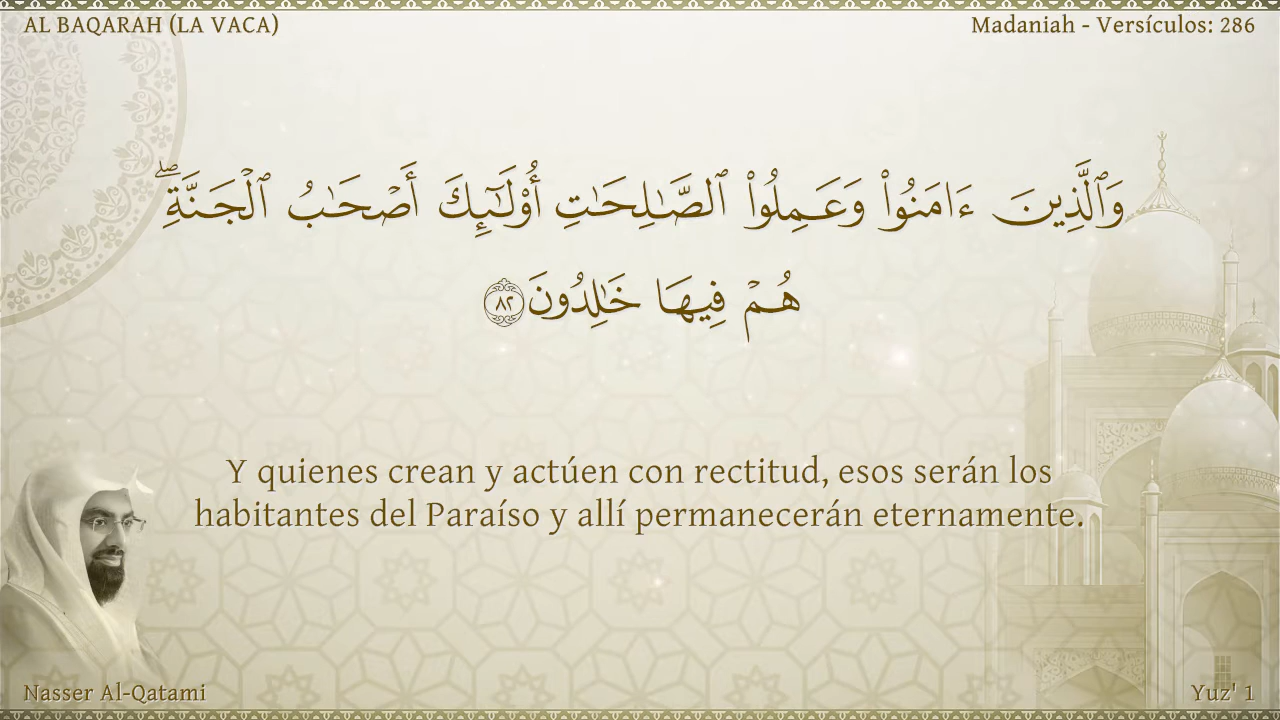 AL BAQARAH (LA VACA)
Madaniah - Versículos: 286
وَٱلَّذِينَ ءَامَنُوا۟ وَعَمِلُوا۟ ٱلصَّـٰلِحَـٰتِ أُو۟لَـٰٓئِكَ أَصْحَـٰبُ ٱلْجَنَّةِ ۖ
هُمْ فِيهَا خَـٰلِدُونَ ٨٢
Y quienes crean y actúen con rectitud, esos serán los
habitantes del Paraíso y allí permanecerán eternamente.
Nasser Al-Qatami
Yuz' 1